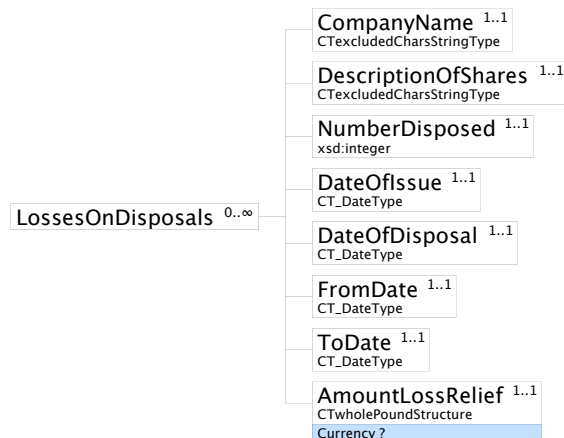 CompanyName 1..1
CTexcludedCharsStringType
DescriptionOfShares 1..1
CTexcludedCharsStringType
NumberDisposed 1..1
xsd:integer
DateOfIssue 1..1
CT_DateType
LossesOnDisposals 0..∞
DateOfDisposal 1..1
CT_DateType
FromDate 1..1
CT_DateType
ToDate 1..1
CT_DateType
AmountLossRelief 1..1
CTwholePoundStructure
Currency ?